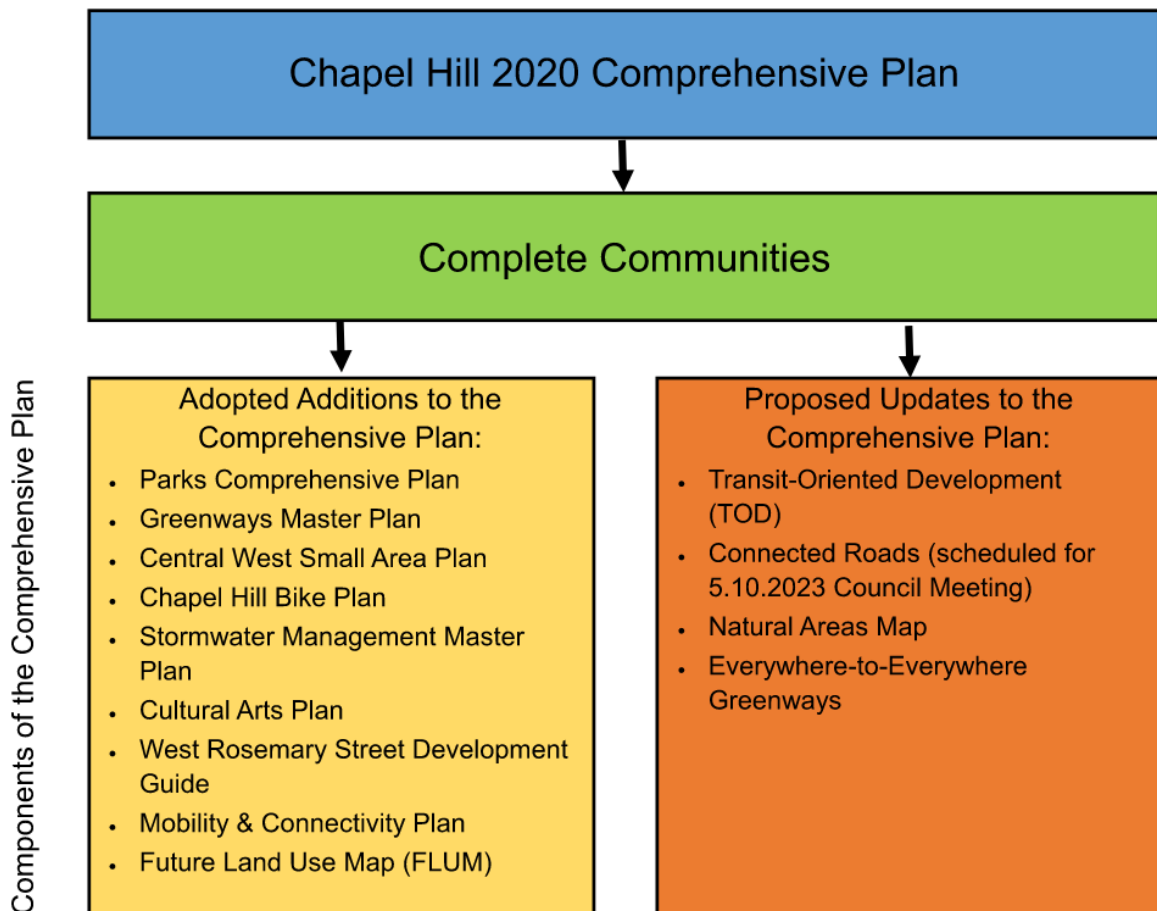 Chapel Hill 2020 Comprehensive Plan
Complete Communities
Components of the Comprehensive Plan
Adopted Additions to the
Comprehensive Plan:
• Parks Comprehensive Plan
• Greenways Master Plan
• Central West Small Area Plan
• Chapel Hill Bike Plan
• Stormwater Management Master
Plan
• Cultural Arts Plan
• West Rosemary Street Development
Guide
• Mobility & Connectivity Plan
• Future Land Use Map (FLUM)
Proposed Updates to the
Comprehensive Plan:
• Transit-Oriented Development
(TOD)
• Connected Roads (scheduled for
5.10.2023 Council Meeting)
• Natural Areas Map
• Everywhere-to-Everywhere
Greenways